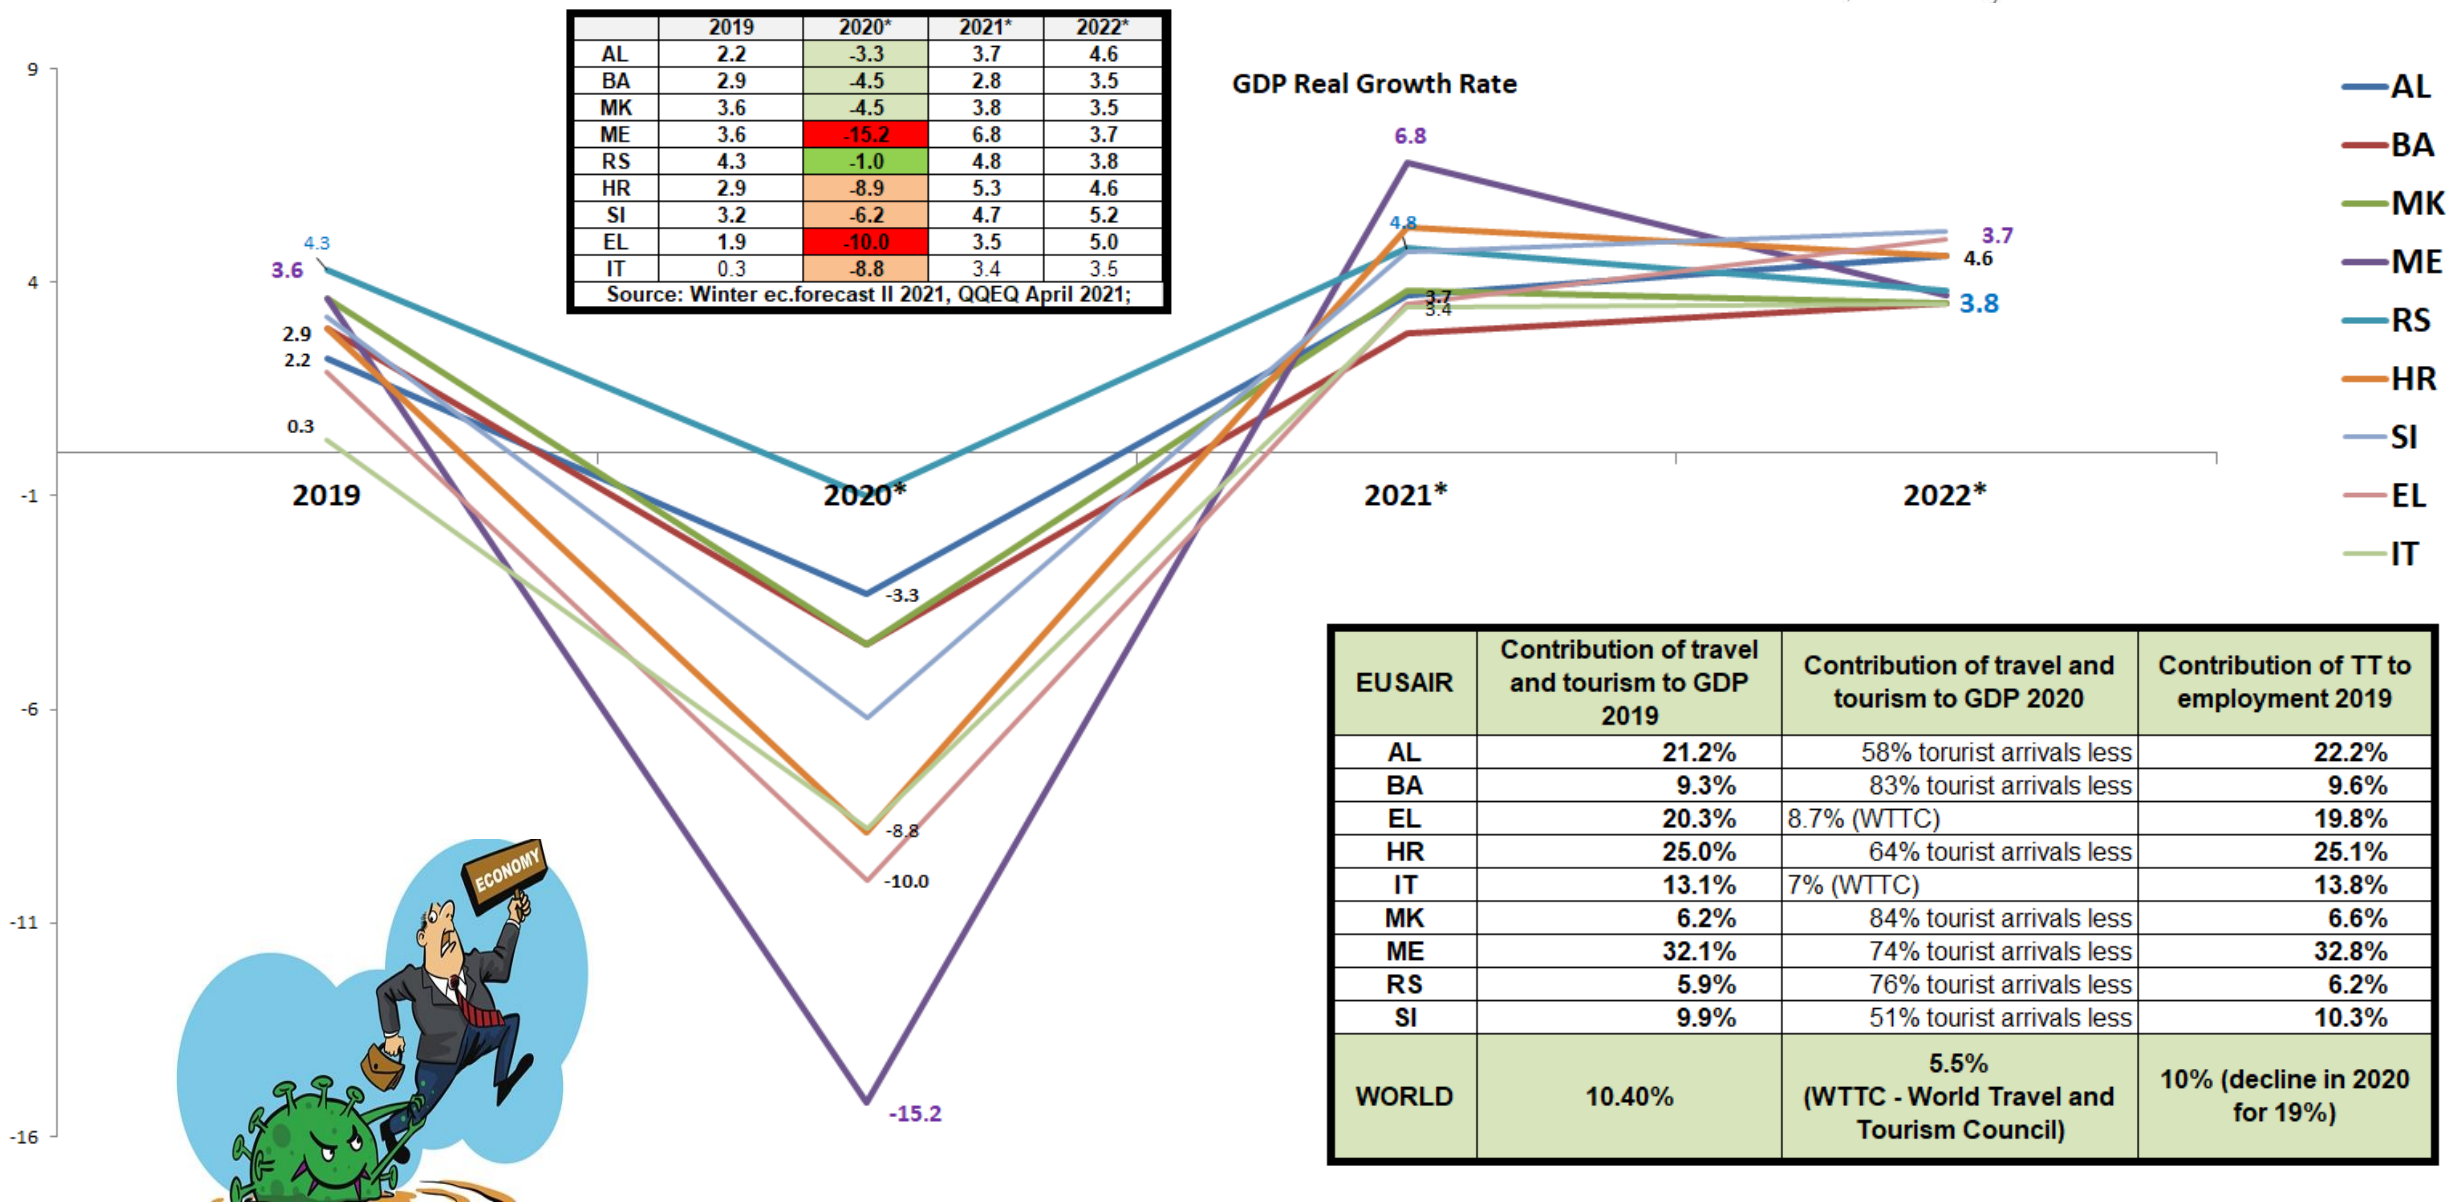 2019 2020* 2021* 2022*
AL 2.2 -3.3 3.7 4.6
BA 2.9 -4.5 2.8 3.5
MK 3.6 -4.5 3.8 3.5
ME 3.6 -15.2 6.8 3.7
RS 4.3 -1.0 4.8 3.8
HR 2.9 -8.9 5.3 4.6
SI 3.2 -6.2 4.7 5.2
EL 1.9 -10.0 3.5 5.0
IT 0.3 -8.8 3.4 3.5
Source: Winter ec.forecast II 2021, QQEQ April 2021;
GDP Real Growth Rate
9
4
-1
-6
-11
-16
4.3
3.6
2.9
2.2
0.3
-3.3
-8.8
-10.0
-15.2
6.8
4.8
3.7
3.4
3.7
4.6
3.8
2019 2020* 2021* 2022*
AL
BA
MK
ME
RS
HR
SI
EL
IT
EUSAIR
Contribution of travel
and tourism to GDP
2019
Contribution of travel and
tourism to GDP 2020
Contribution of TT to
employment 2019
AL 21.2% 58% torurist arrivals less 22.2%
BA 9.3% 83% tourist arrivals less 9.6%
EL 20.3% 8.7% (WTTC) 19.8%
HR 25.0% 64% tourist arrivals less 25.1%
IT 13.1% 7% (WTTC) 13.8%
MK 6.2% 84% tourist arrivals less 6.6%
ME 32.1% 74% tourist arrivals less 32.8%
RS 5.9% 76% tourist arrivals less 6.2%
SI 9.9% 51% tourist arrivals less 10.3%
WORLD
10.40%
5.5%
(WTTC - World Travel and
Tourism Council)
10% (decline in 2020
for 19%)
ECONOMY